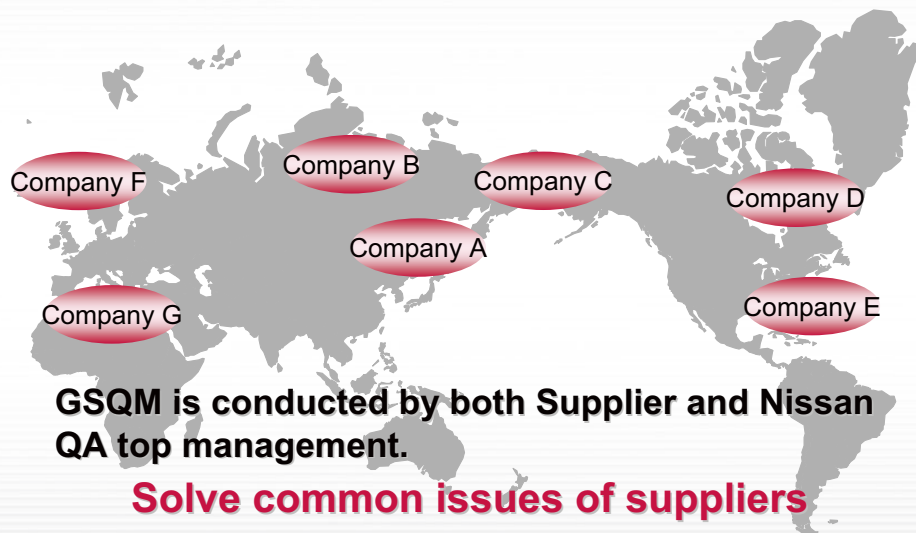 Company B
Company F
Company C
Company D
Company A
Company G
Company E
GSQM is conducted by both Supplier and Nissan
QA top management.
Solve common issues of suppliers